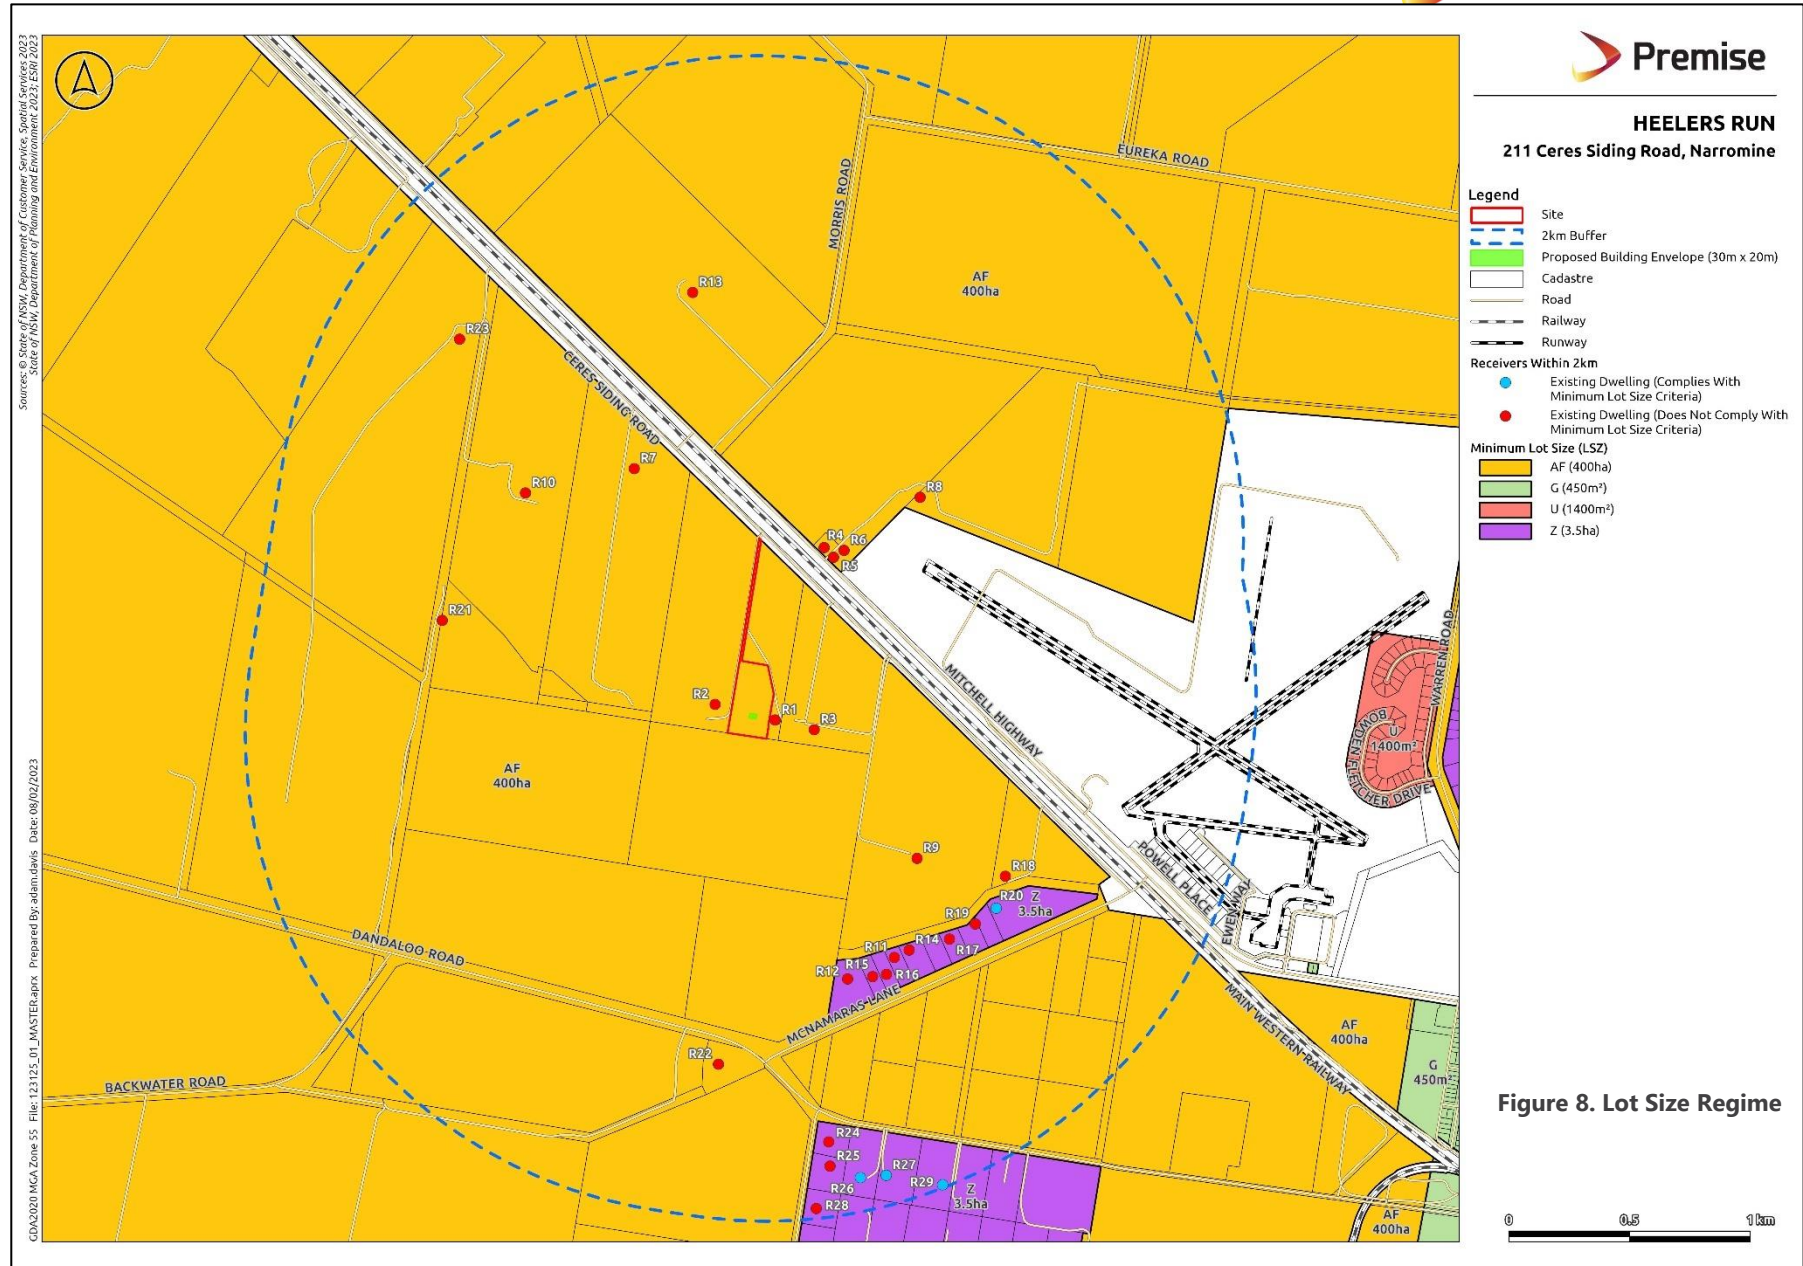 Premise
HEELERS RUN
211 Ceres Siding Road, Narromine
Legend
Site
2km Buffer
Proposed Building Envelope (30m x 20m)
Cadastre
Road
Railway
Runway
Receivers Within 2km
Existing Dwelling (Complies With
Minimum Lot Size Criteria)
Existing Dwelling (Does Not Comply With
Minimum Lot Size Criteria)
Minimum Lot Size (LSZ)
AF (400ha)
G (450m²)
U (1400m²)
Z (3.5ha)
Figure 8. Lot Size Regime
0 0.5 1 km
Sources: © State of NSW, Department of Customer Service, Spatial Services 2023
State of NSW, Department of Planning and Environment 2023; ESRI 2023
GDA2020 MGA Zone 55 File: 123125_01_MASTER.aprx Prepared By: adam.davis Date: 08/02/2023
EUREKA ROAD
MORRIS ROAD
AF
400ha
R13
R23
CERES SIDING ROAD
R7
R10
R8
R4
R6
R5
R21
R2
R1
R3
MITCHELL HIGHWAY
WARREN ROAD
U
1400m²
BOWDEN FLETCHER DRIVE
AF
400ha
R9
R18
POWELL PLACE
EWEN WAY
R20
Z
3.5ha
R19
R17
R14
R11
R15
R16
R12
MCNAMARAS LANE
DANDALOO ROAD
MAIN WESTERN RAILWAY
AF
400ha
G
450m²
R22
BACKWATER ROAD
R24
R25
R26
R27
R29
R28
Z
3.5ha
AF
400ha